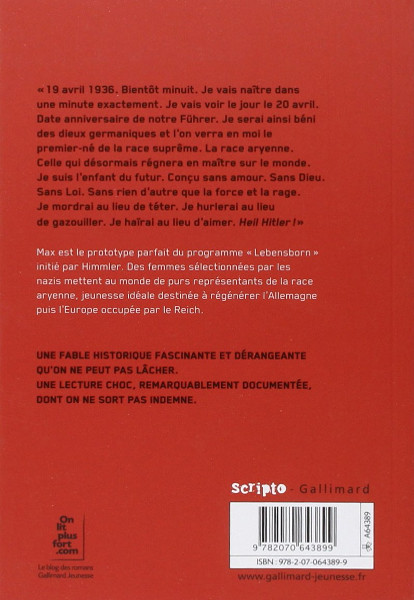 « 19 avril 1936. Bientôt minuit. Je vais naître dans
une minute exactement. Je vais voir le jour le 20 avril.
Date anniversaire de notre Führer. Je serai ainsi béni
des dieux germaniques et l'on verra en moi le
premier-né de la race suprême. La race aryenne.
Celle qui désormais régnera en maître sur le monde.
Je suis l'enfant du futur. Conçu sans amour. Sans Dieu.
Sans Loi. Sans rien d'autre que la force et la rage.
Je mordrai au lieu de téter. Je hurlerai au lieu
de gazouiller. Je haïrai au lieu d'aimer. Heil Hitler ! »
Max est le prototype parfait du programme « Lebensborn »
initié par Himmler. Des femmes sélectionnées par les
nazis mettent au monde de purs représentants de la race
aryenne, jeunesse idéale destinée à régénérer l'Allemagne
puis l'Europe occupée par le Reich.
UNE FABLE HISTORIQUE FASCINANTE ET DÉRANGEANTE
QU'ON NE PEUT PAS LÂCHER.
UNE LECTURE CHOC, REMARQUABLEMENT DOCUMENTÉE,
DONT ON NE SORT PAS INDEMNE.
On
lit
plus
fort.
.com
Le blog des romans
Gallimard Jeunesse
Scripto - Gallimard
A64389
9 782070 643899
ISBN : 978-2-07-064389-9
www.gallimard-jeunesse.fr